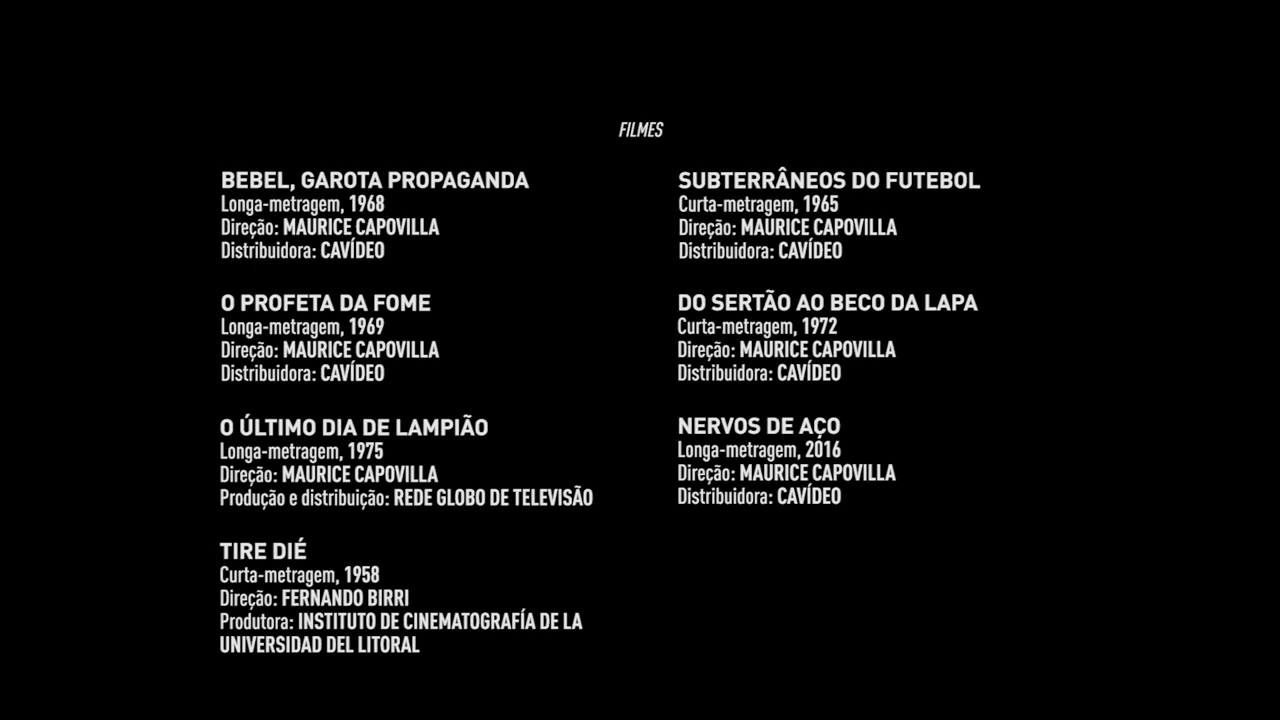 FILMES
BEBEL, GAROTA PROPAGANDA
Longa-metragem, 1968
Direção: MAURICE CAPOVILLA
Distribuidora: CAVÍDEO
O PROFETA DA FOME
Longa-metragem, 1969
Direção: MAURICE CAPOVILLA
Distribuidora: CAVÍDEO
O ÚLTIMO DIA DE LAMPIÃO
Longa-metragem, 1975
Direção: MAURICE CAPOVILLA
Produção e distribuição: REDE GLOBO DE TELEVISÃO
TIRE DIÉ
Curta-metragem, 1958
Direção: FERNANDO BIRRI
Produtora: INSTITUTO DE CINEMATOGRAFÍA DE LA
UNIVERSIDAD DEL LITORAL
SUBTERRÂNEOS DO FUTEBOL
Curta-metragem, 1965
Direção: MAURICE CAPOVILLA
Distribuidora: CAVÍDEO
DO SERTÃO AO BECO DA LAPA
Curta-metragem, 1972
Direção: MAURICE CAPOVILLA
Distribuidora: CAVÍDEO
NERVOS DE AÇO
Longa-metragem, 2016
Direção: MAURICE CAPOVILLA
Distribuidora: CAVÍDEO